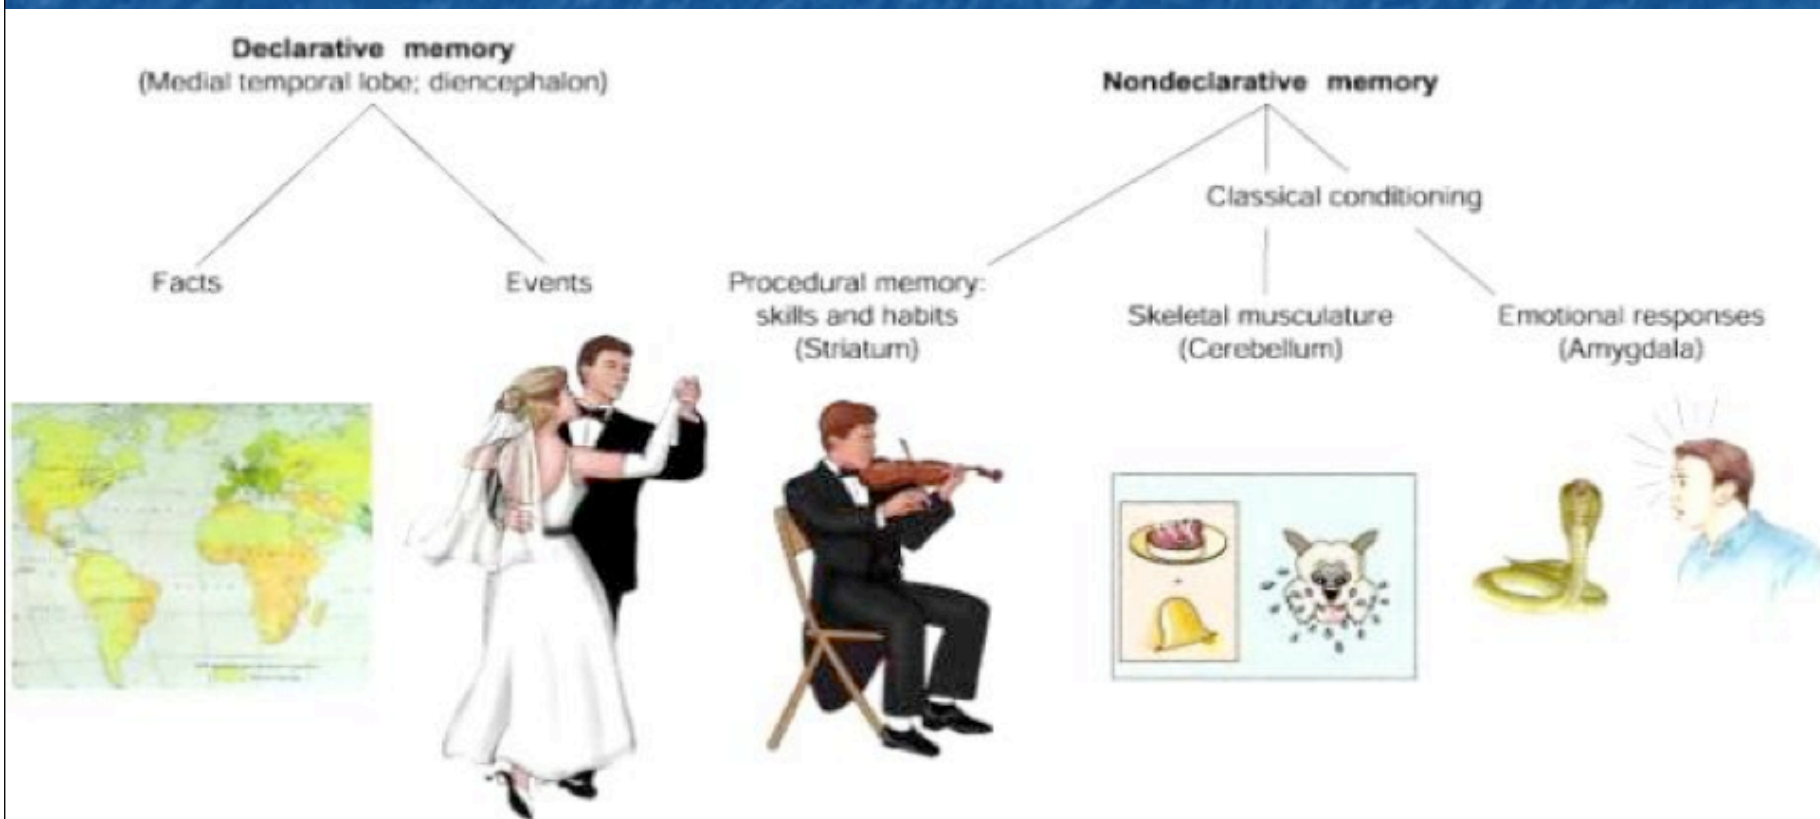 Declarative memory
(Medial temporal lobe; diencephalon)
Facts
Events
Nondeclarative memory
Classical conditioning
Procedural memory:
skills and habits
(Striatum)
Skeletal musculature
(Cerebellum)
Emotional responses
(Amygdala)